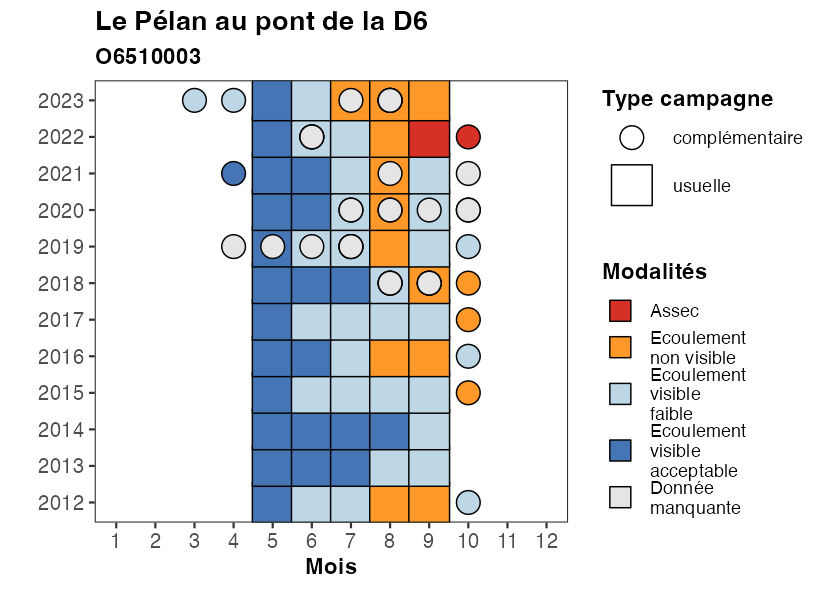 Le Pélan au pont de la D6
O6510003
2023
2022
2021
2020
2019
2018
2017
2016
2015
2014
2013
2012
1 2 3 4 5 6 7 8 9 10 11 12
Mois
Type campagne
complémentaire
usuelle
Modalités
Assec
Ecoulement
non visible
Ecoulement
visible
faible
Ecoulement
visible
acceptable
Donnée
manquante